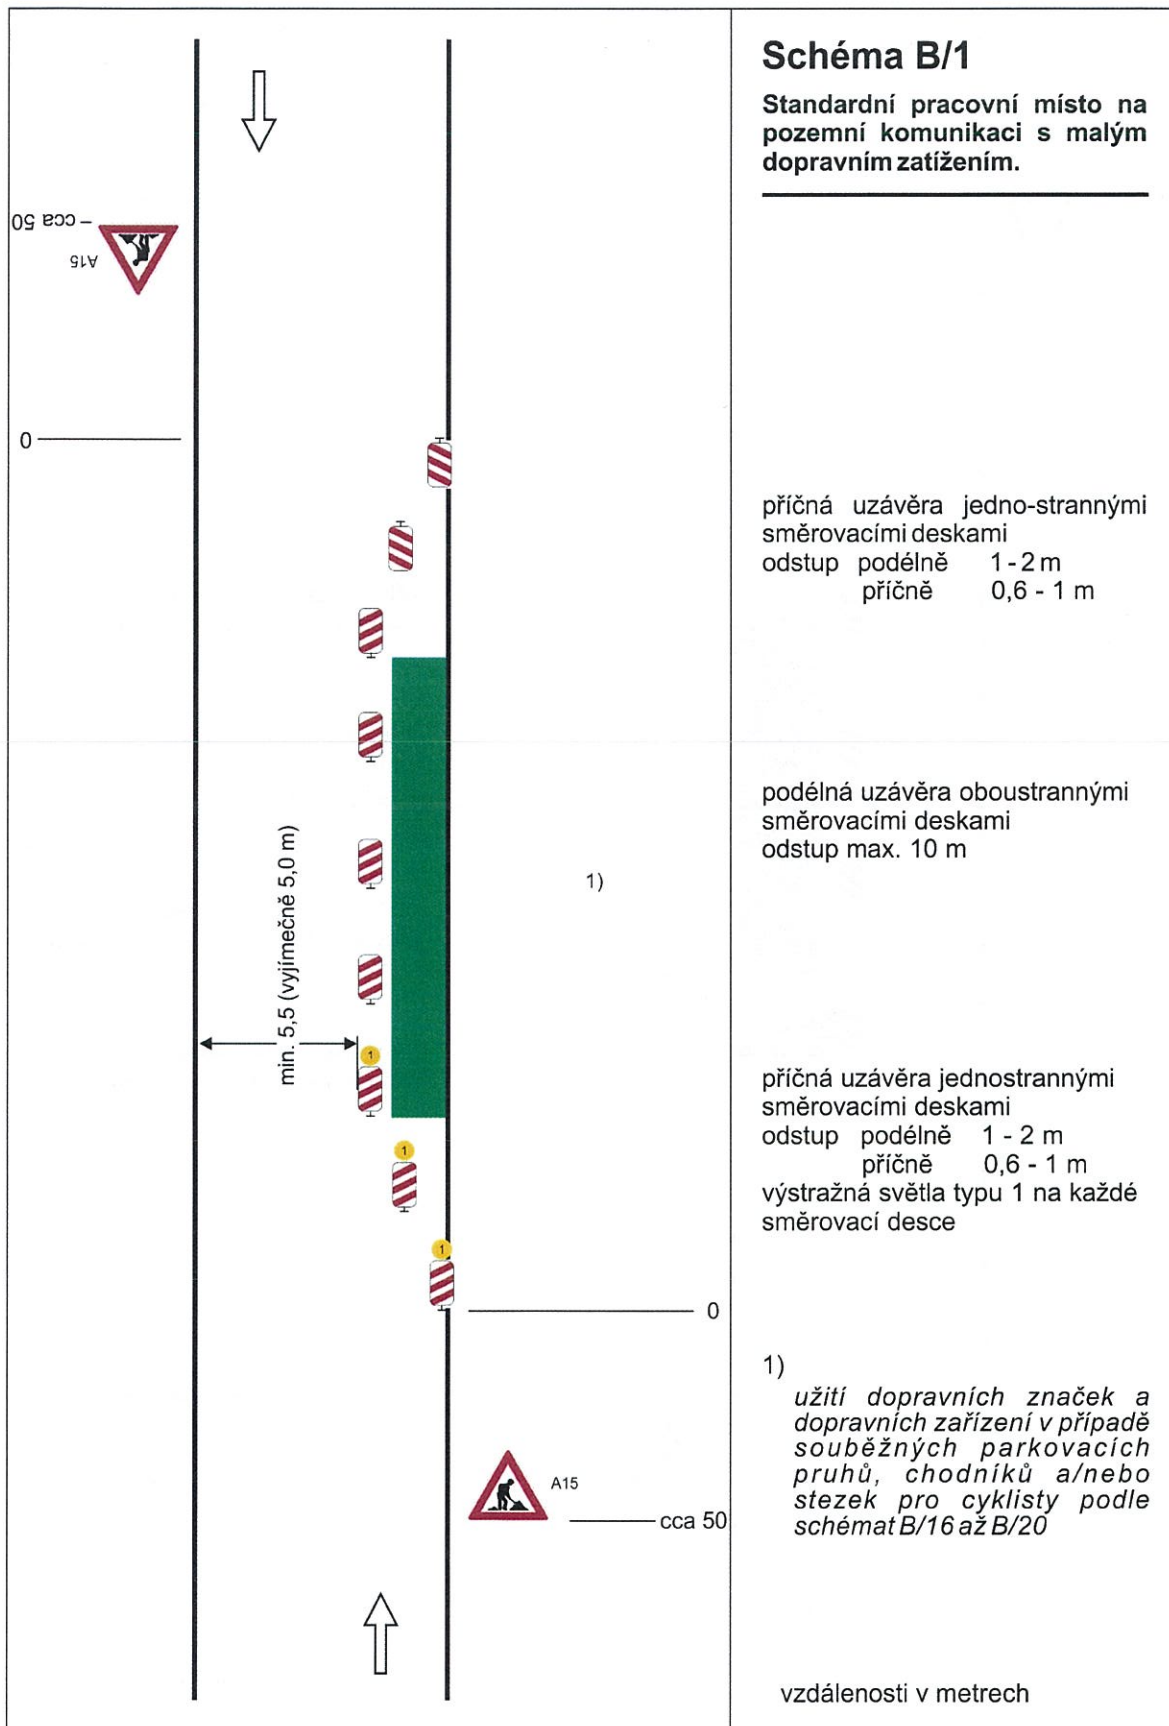 Schéma B/1
Standardní pracovní místo na
pozemní komunikaci s malým
dopravním zatížením.
cca 50
A15
0
příčná uzávěra jedno-strannými
směrovacími deskami
odstup podélně 1 - 2 m
příčně 0,6 - 1 m
podélná uzávěra oboustrannými
směrovacími deskami
odstup max. 10 m
1)
min. 5,5 (vyjímečně 5,0 m)
1
příčná uzávěra jednostrannými
směrovacími deskami
odstup podélně 1 - 2 m
příčně 0,6 - 1 m
výstražná světla typu 1 na každé
směrovací desce
1
1
0
1)
užití dopravních značek a
dopravních zařízení v případě
souběžných parkovacích
pruhů, chodníků a/nebo
stezek pro cyklisty podle
schémat B/16 až B/20
A15
cca 50
vzdálenosti v metrech